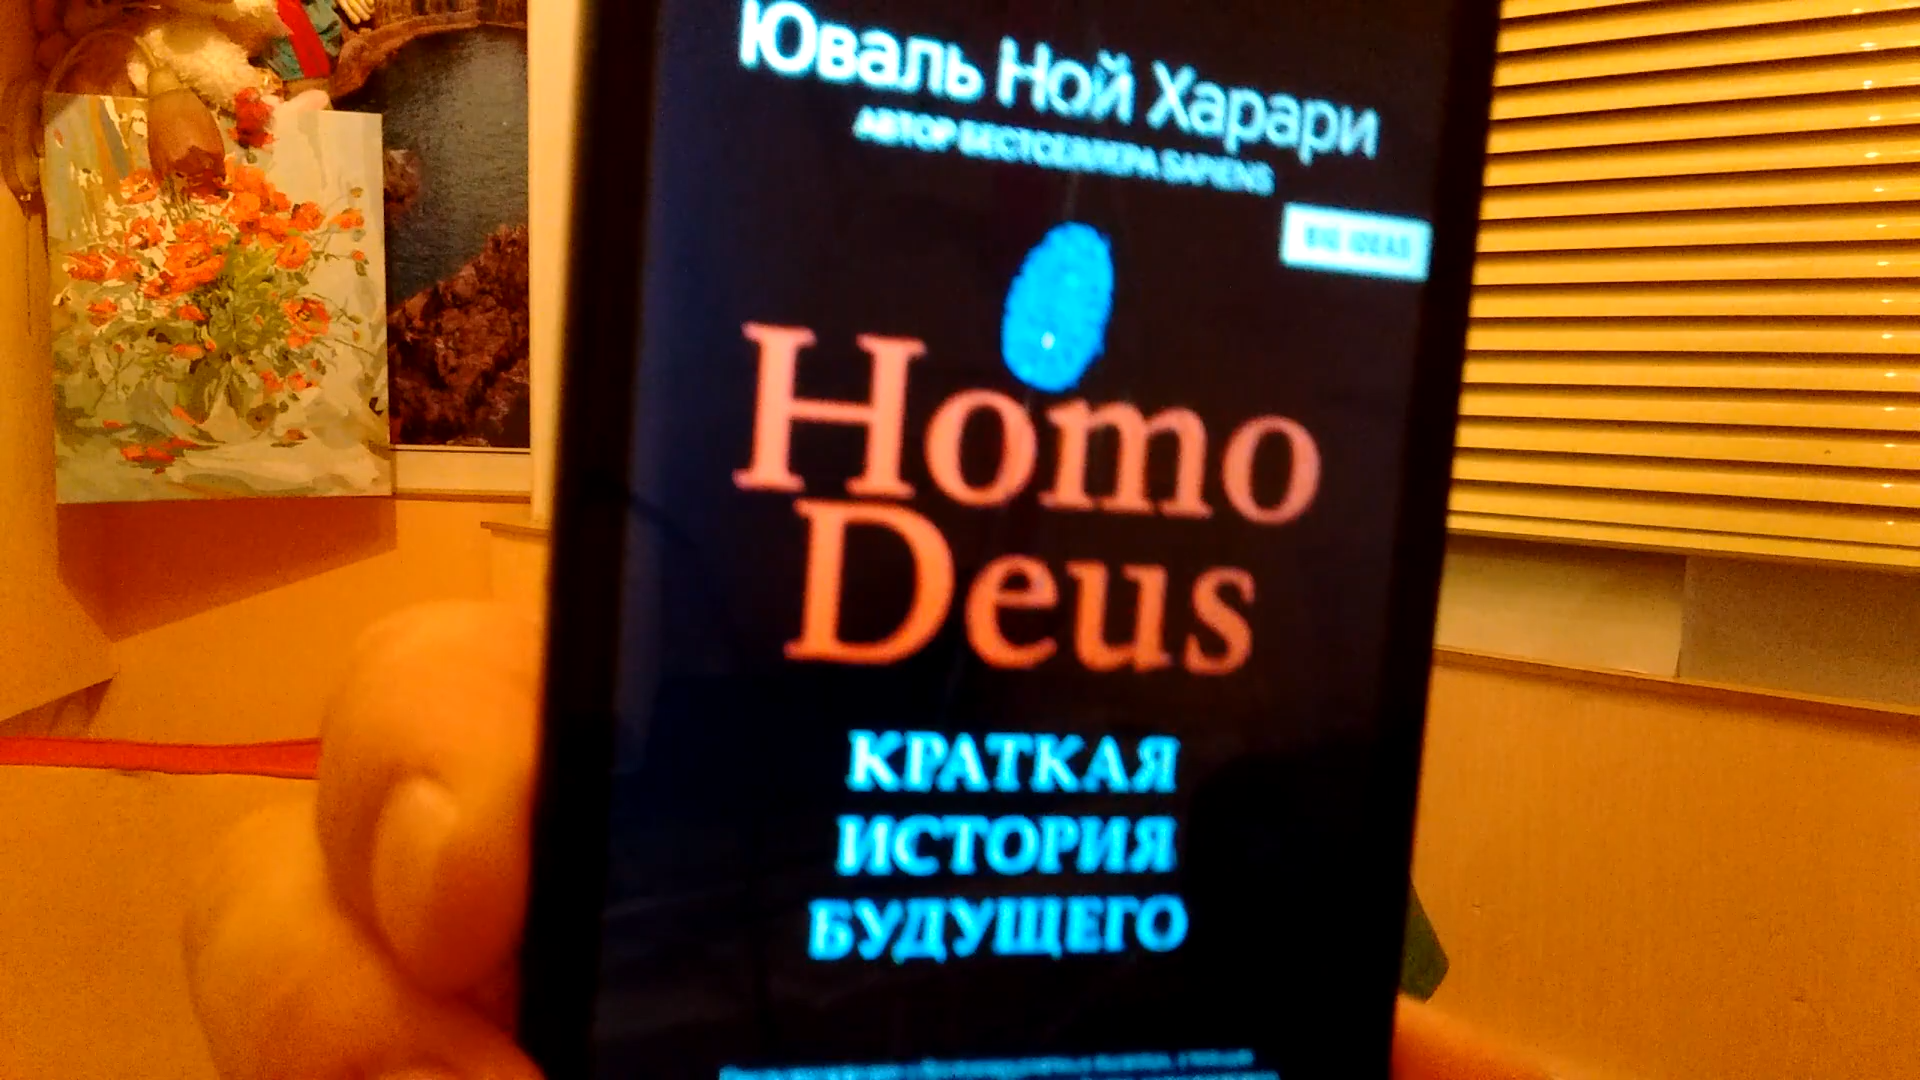 Юваль Ной Харари
АВТОР БЕСТСЕЛЛЕРА SAPIENS
BIG IDEAS
Homo
Deus
КРАТКАЯ
ИСТОРИЯ
БУДУЩЕГО